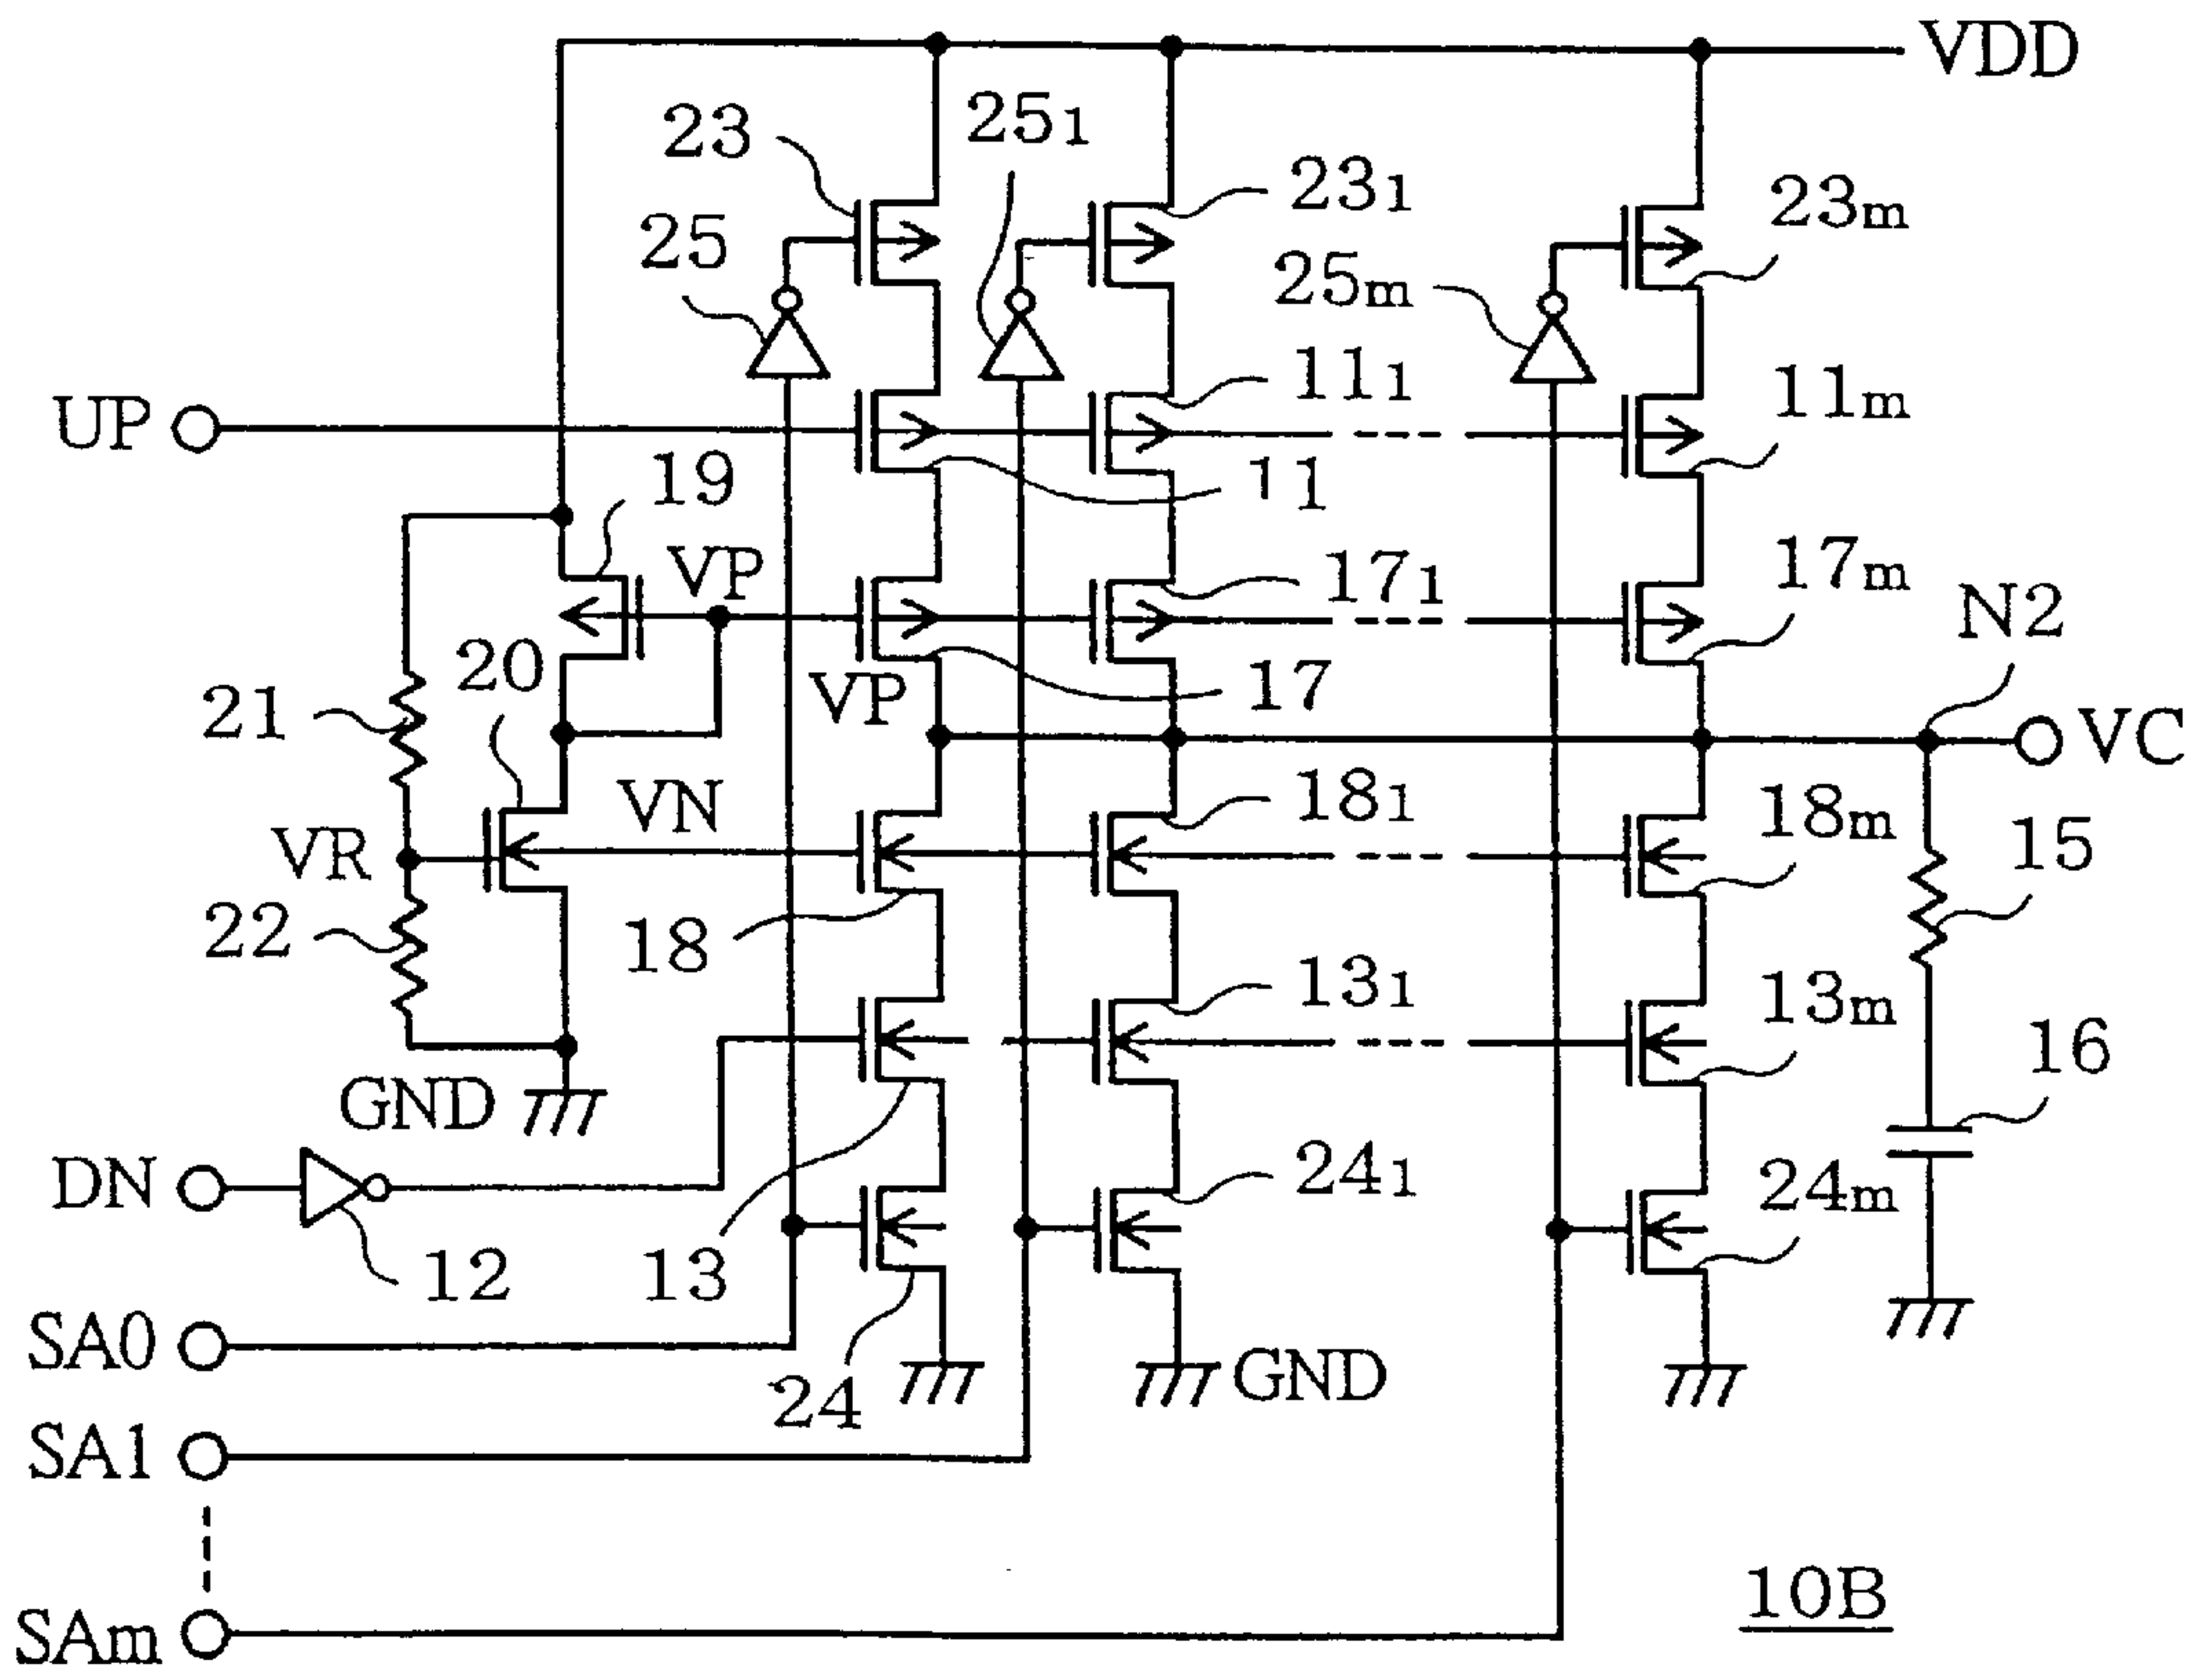 VDD
23
25₁
23₁
23m
25
25m
11₁
11m
UP
19
11
VP
17₁
17m
N2
20
17
VP
21
VC
VN
18₁
18m
15
VR
22
18
13₁
13m
16
GND
DN
24₁
24m
12
13
SA0
24
GND
SA1
10B
SAm